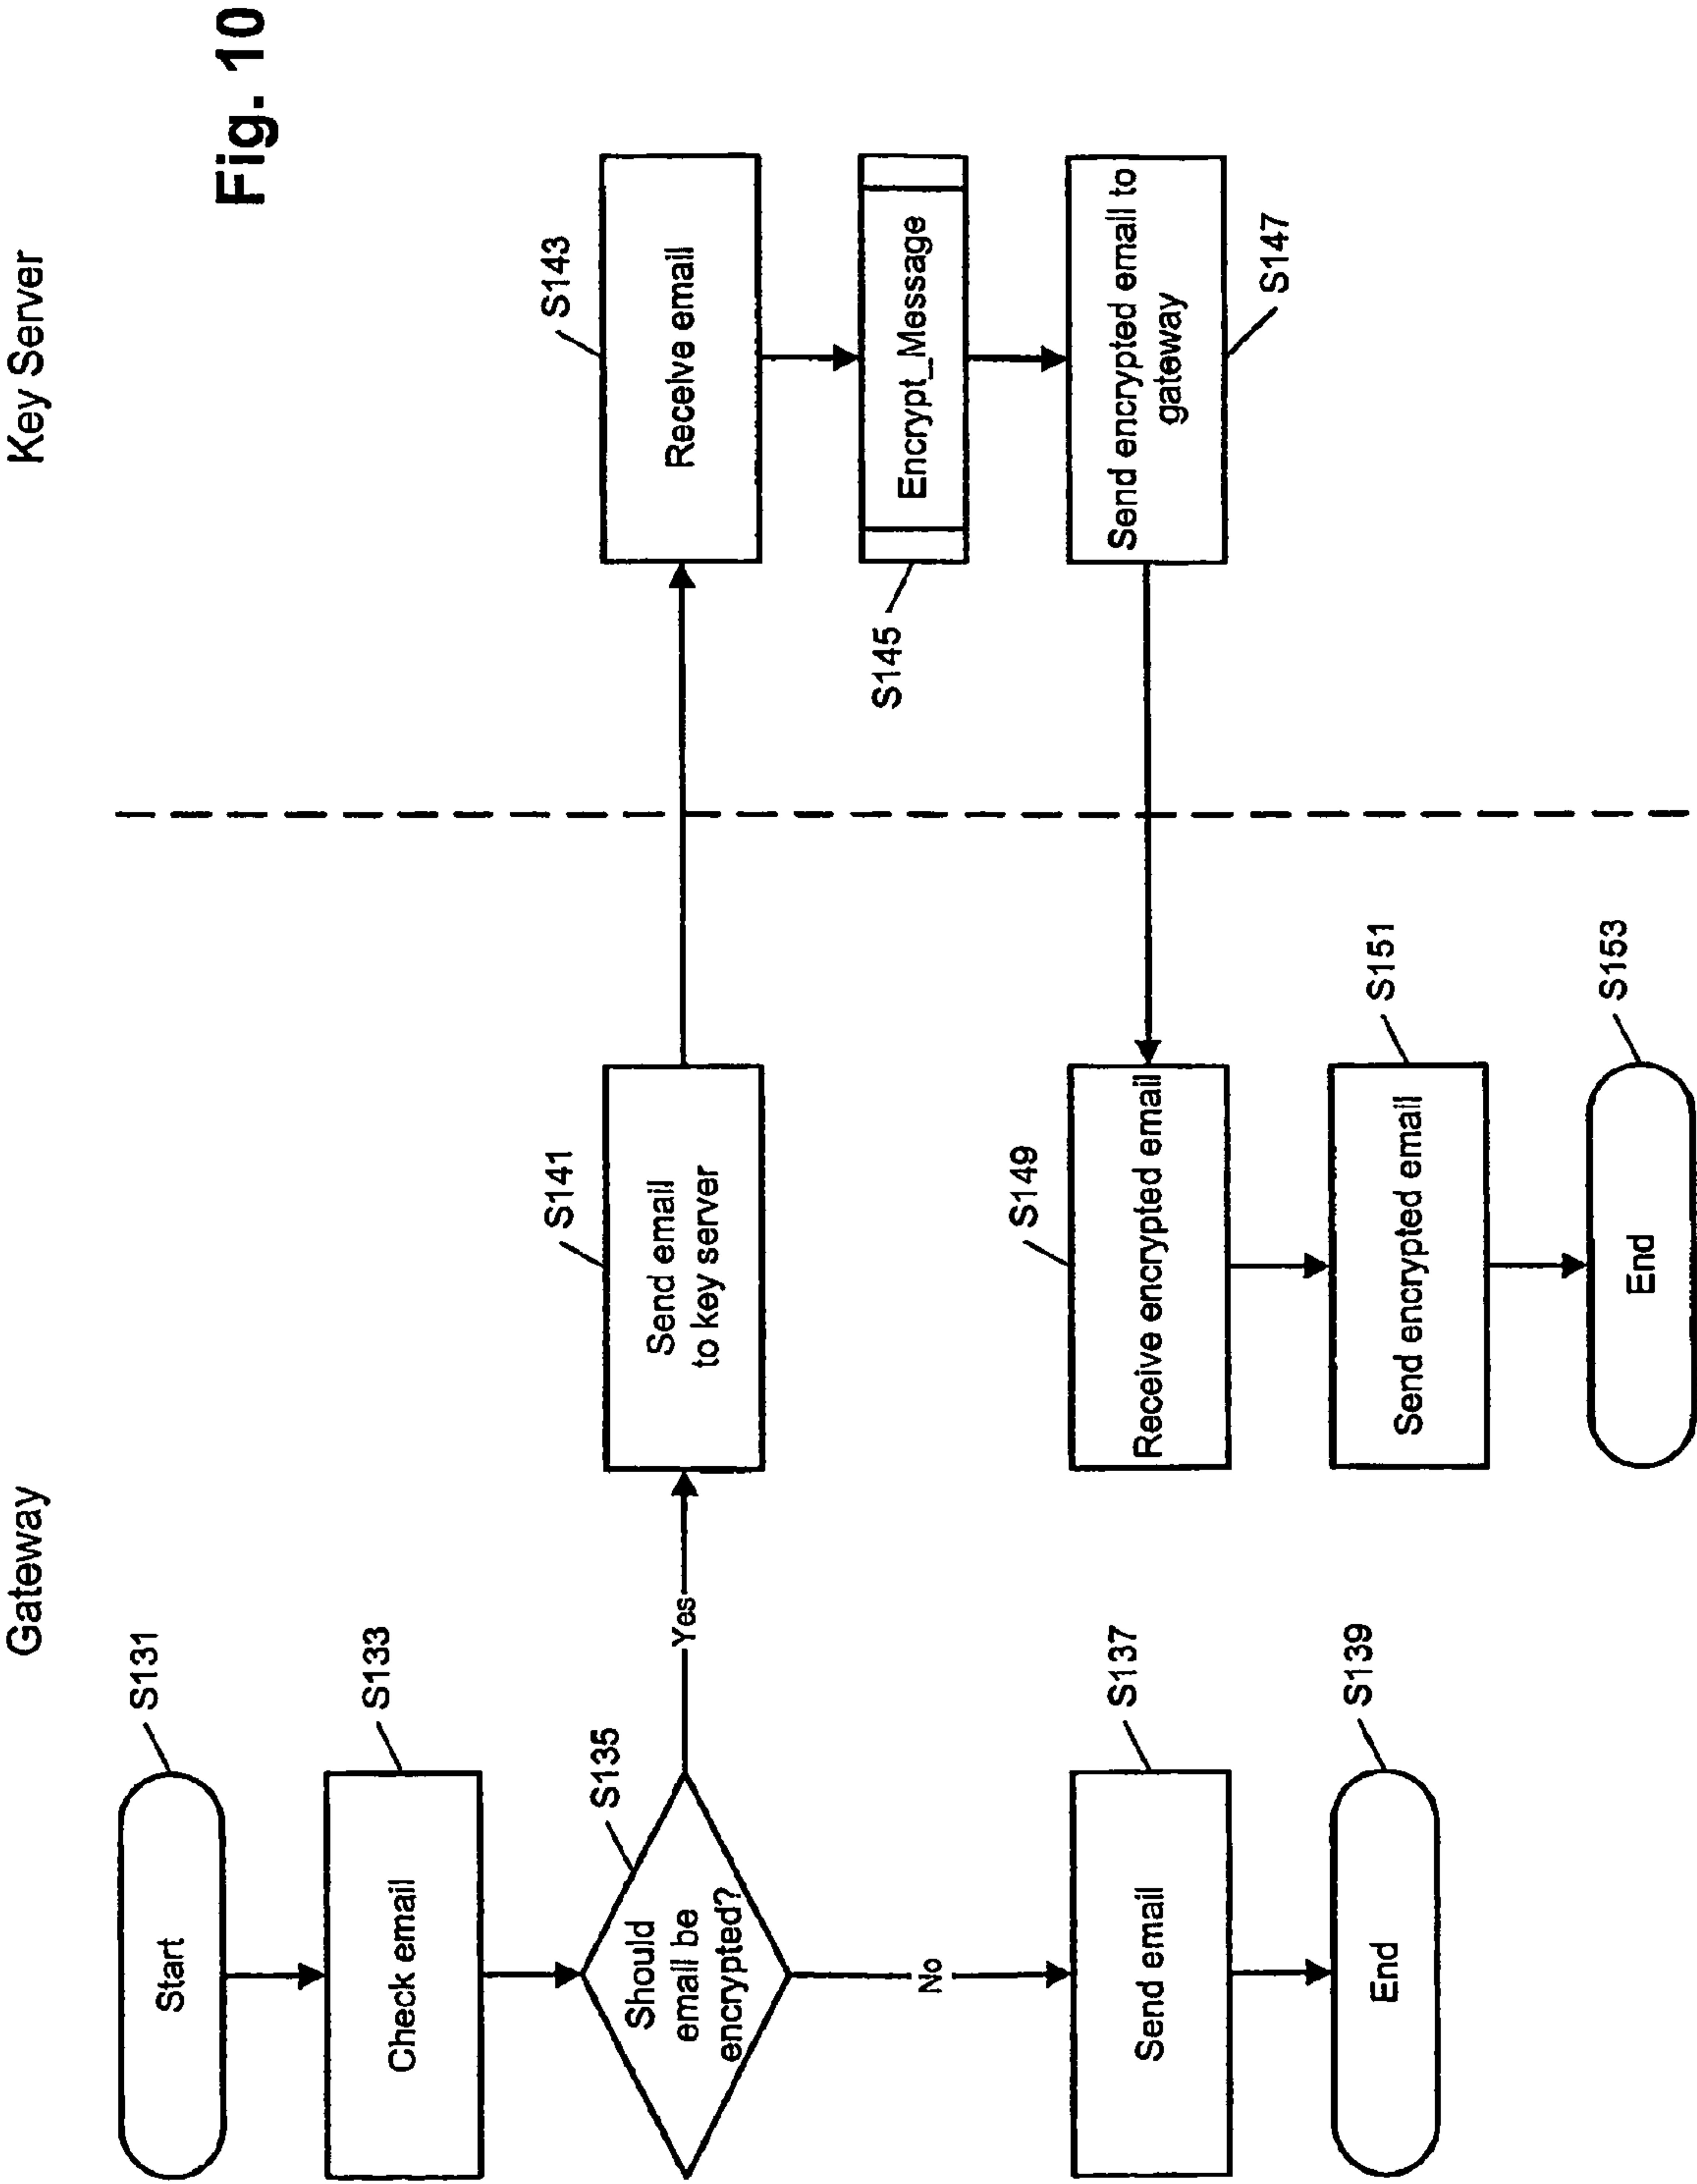 Fig. 10
Gateway
Key Server
Start
S131
Check email
S133
Should
email be
encrypted?
S135
Yes
No
Send email
S137
End
S139
Send email
to key server
S141
Receive email
S143
Encrypt_Message
S145
Send encrypted email to
gateway
S147
Receive encrypted email
S149
Send encrypted email
S151
End
S153